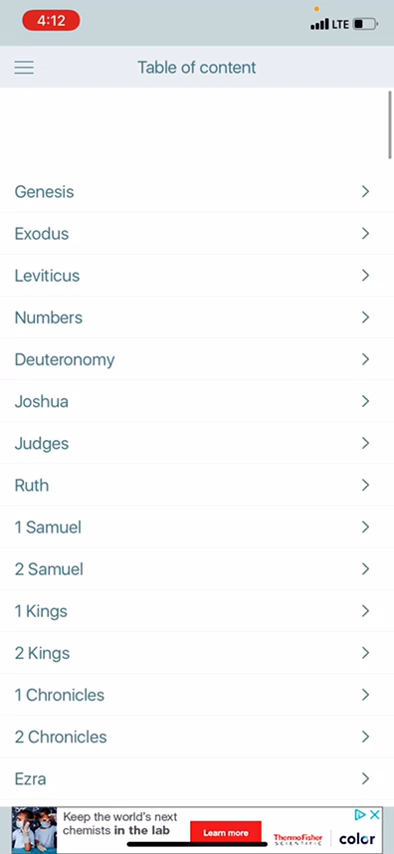 4:12
LTE
Table of content
Genesis
Exodus
Leviticus
Numbers
Deuteronomy
Joshua
Judges
Ruth
1 Samuel
2 Samuel
1 Kings
2 Kings
1 Chronicles
2 Chronicles
Ezra
Keep the world's next
chemists in the lab
Learn more
ThermoFisher
SCIENTIFIC
color